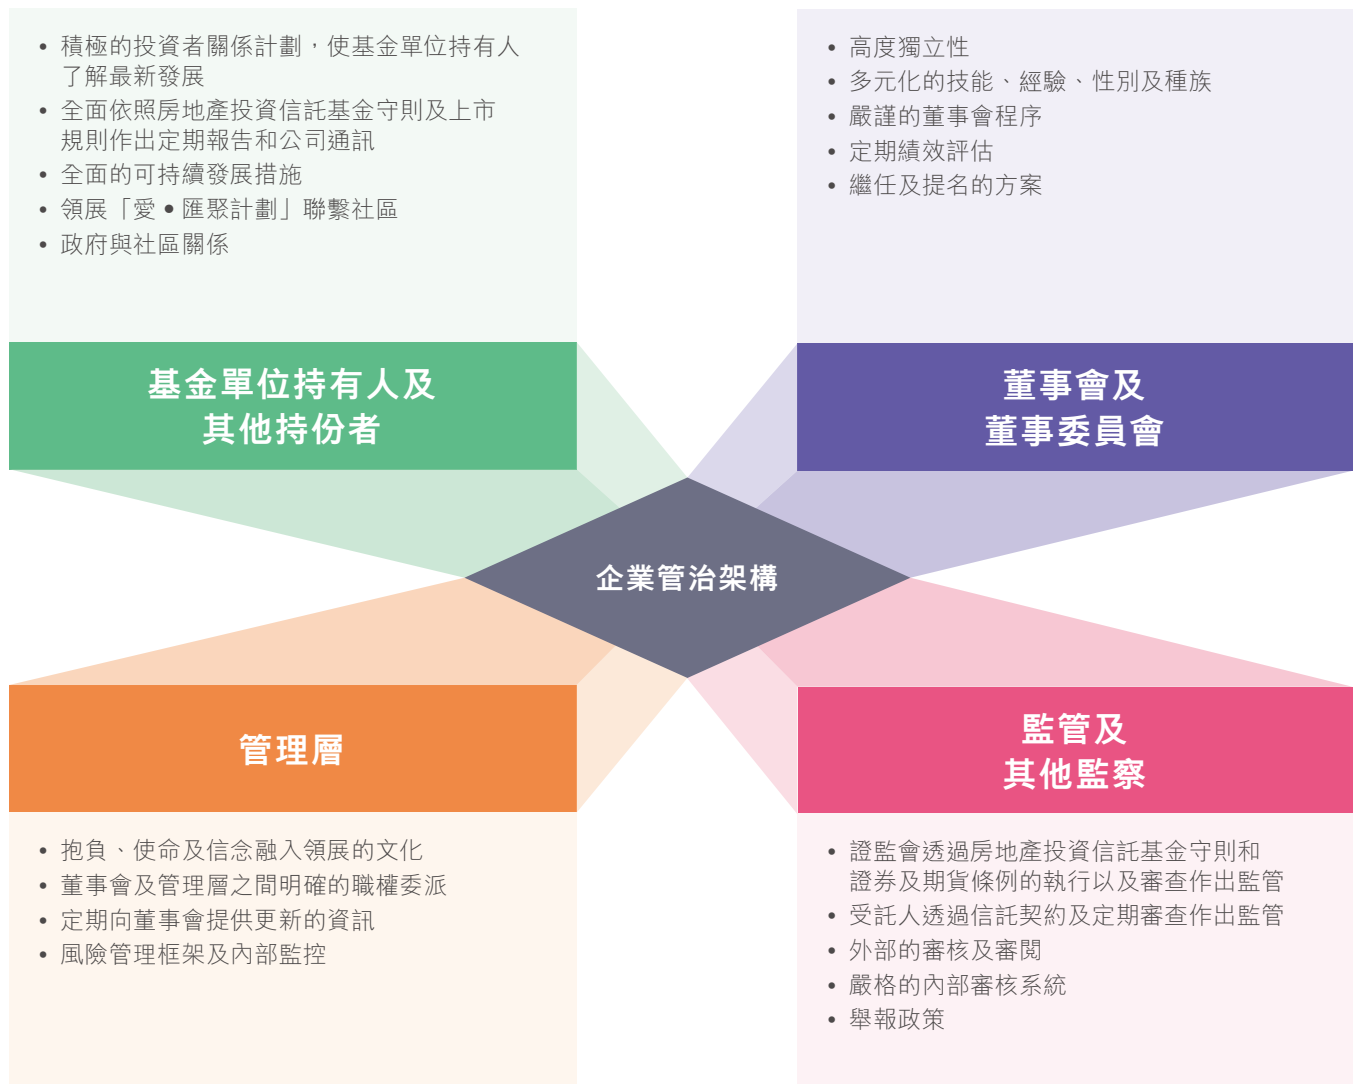 • 積極的投資者關係計劃，使基金單位持有人
了解最新發展
• 全面依照房地產投資信託基金守則及上市
規則作出定期報告和公司通訊
• 全面的可持續發展措施
• 領展「愛●匯聚計劃」聯繫社區
• 政府與社區關係
基金單位持有人及
其他持份者
• 高度獨立性
• 多元化的技能、經驗、性別及種族
• 嚴謹的董事會程序
• 定期績效評估
• 繼任及提名的方案
董事會及
董事委員會
企業管治架構
管理層
• 抱負、使命及信念融入領展的文化
• 董事會及管理層之間明確的職權委派
• 定期向董事會提供更新的資訊
• 風險管理框架及內部監控
監管及
其他監察
• 證監會透過房地產投資信託基金守則和
證券及期貨條例的執行以及審查作出監管
• 受託人透過信託契約及定期審查作出監管
• 外部的審核及審閱
• 嚴格的內部審核系統
• 舉報政策